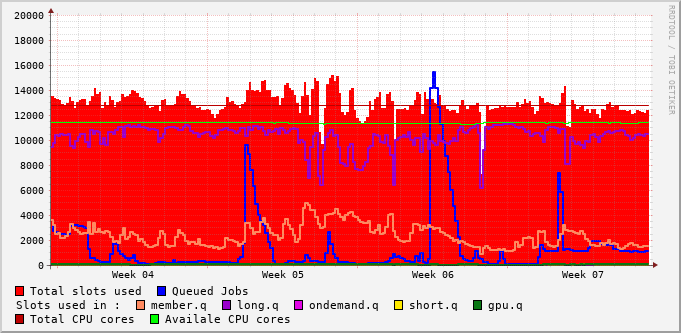 20000
18000
16000
14000
12000
10000
8000
6000
4000
2000
0
Week 04 Week 05 Week 06 Week 07
Total slots used Queued Jobs
Slots used in : member.q long.q ondemand.q short.q gpu.q
Total CPU cores Availale CPU cores
RRDTOOL / TOBI OETIKER